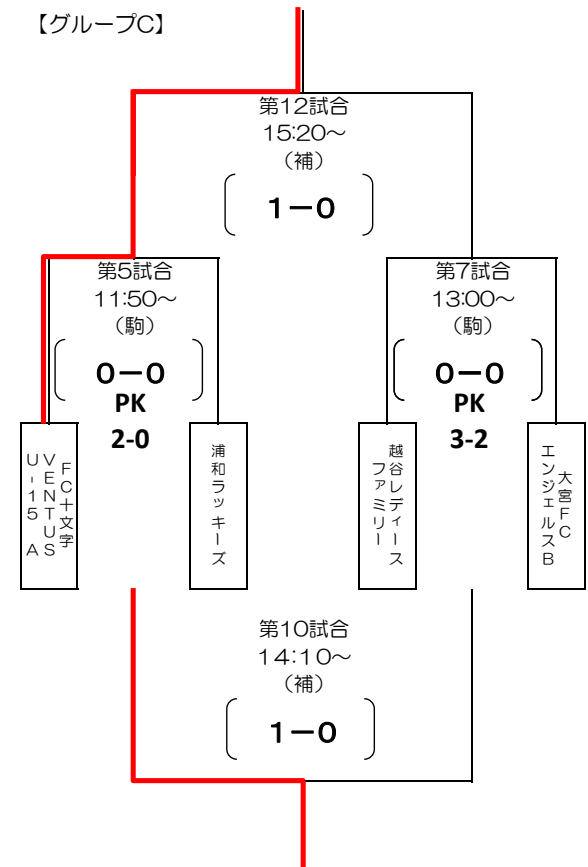 【グループC】
第12試合
15:20～
（補）
1－0
第5試合
11:50～
（駒）
0－0
PK
2-0
第7試合
13:00～
（駒）
0－0
PK
3-2
FC十文字
VENTUS
U-15 A
浦和ラッキーズ
越谷レディース
ファミリー
大宮FC
エンジェルスB
第10試合
14:10～
（補）
1－0